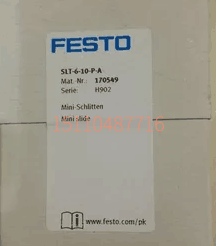 FESTO
SLT-6-10-P-A
Mat. Nr.: 170549
Serie: H902
Mini-Schlitten
Mini slide
www.festo.com/pk